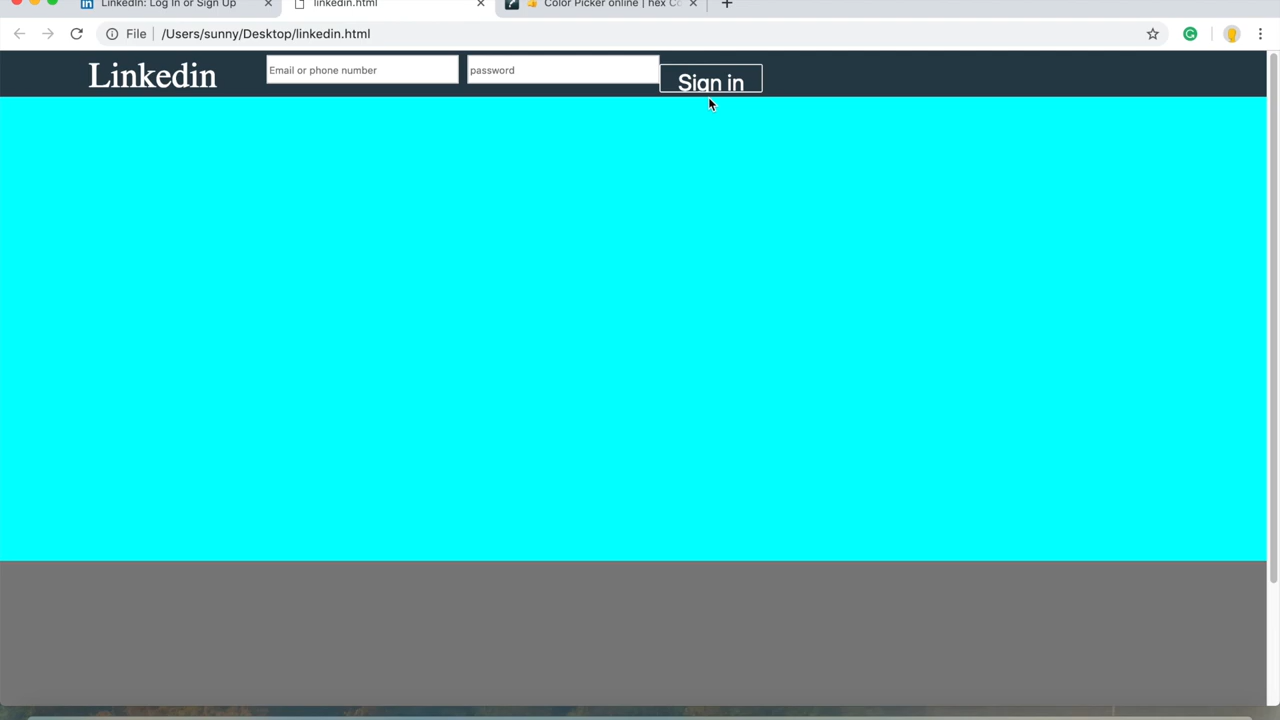 LinkedIn: Log In or Sign Up
linkedin.html
Color Picker online | hex
File
/Users/sunny/Desktop/linkedin.html
Linkedin
Email or phone number
password
Sign in